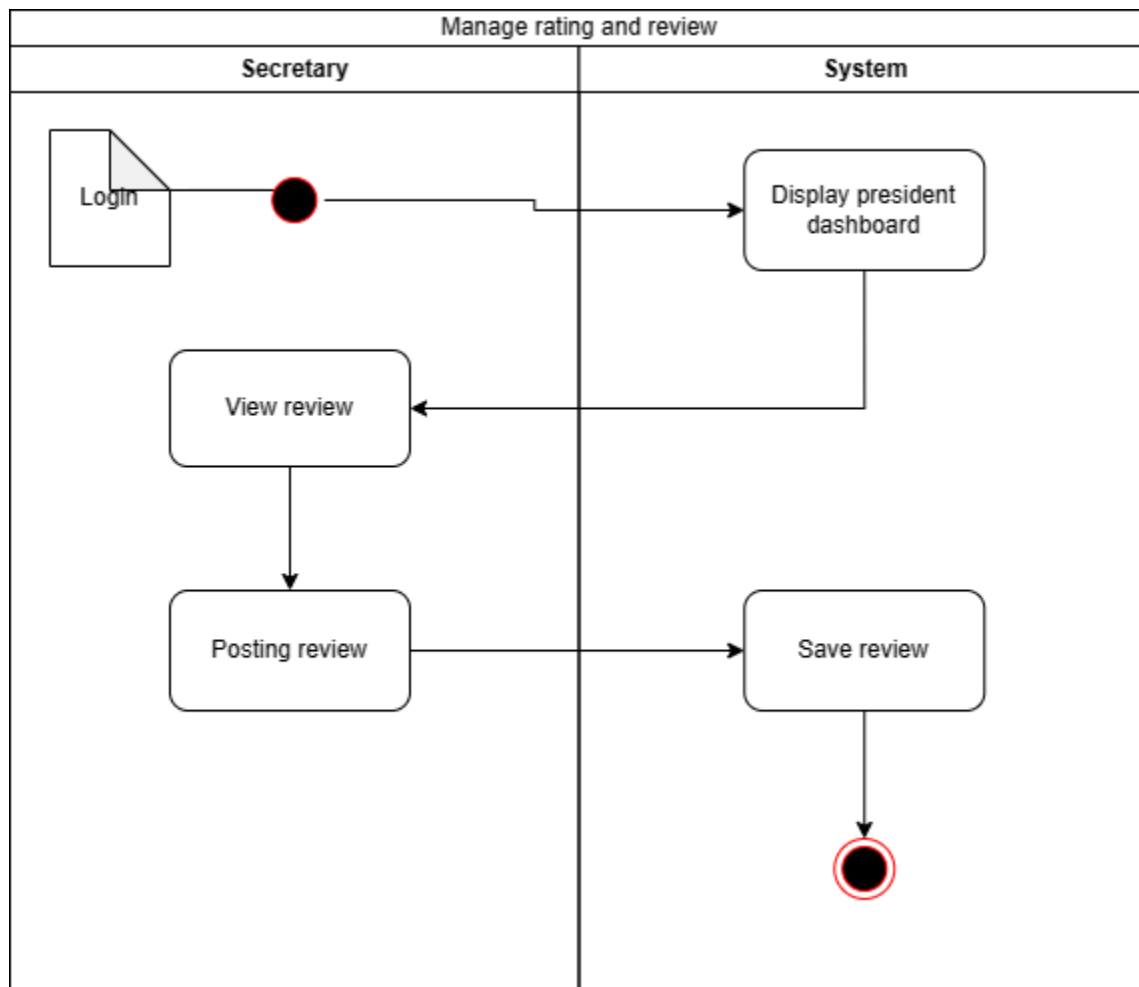 Manage rating and review
Secretary
System
Login
Display president
dashboard
View review
Posting review
Save review